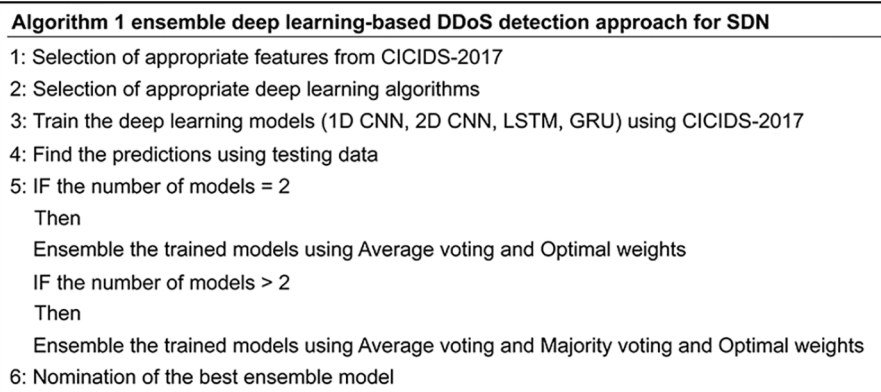 Algorithm 1 ensemble deep learning-based DDoS detection approach for SDN
1: Selection of appropriate features from CICIDS-2017
2: Selection of appropriate deep learning algorithms
3: Train the deep learning models (1D CNN, 2D CNN, LSTM, GRU) using CICIDS-2017
4: Find the predictions using testing data
5: IF the number of models = 2
Then
Ensemble the trained models using Average voting and Optimal weights
IF the number of models > 2
Then
Ensemble the trained models using Average voting and Majority voting and Optimal weights
6: Nomination of the best ensemble model